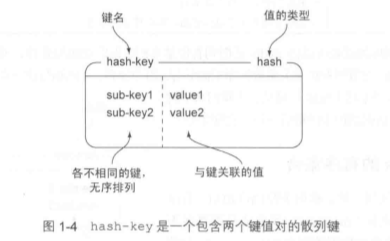 键名
值的类型
hash-key
hash
sub-key1
value1
sub-key2
value2
各不相同的键,
无序排列
与键关联的值
图 1-4 hash-key 是一个包含两个键值对的散列键